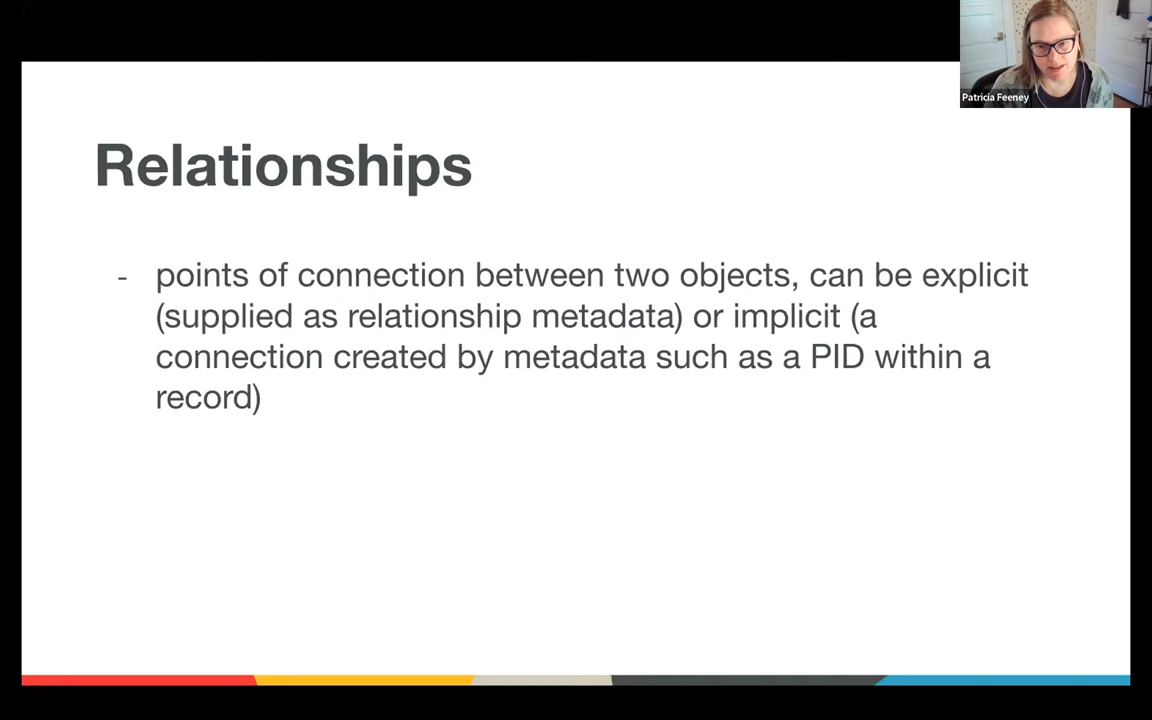 Patricia Feeney
Relationships
- points of connection between two objects, can be explicit
(supplied as relationship metadata) or implicit (a
connection created by metadata such as a PID within a
record)